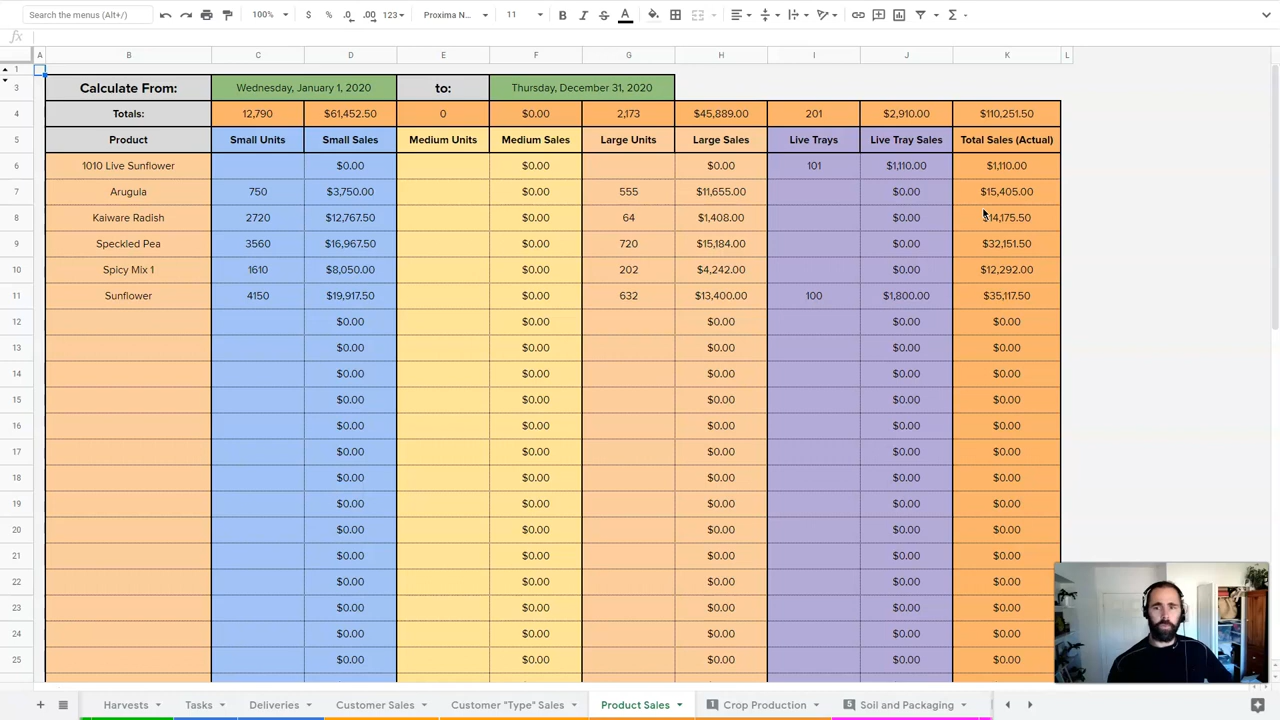 Search the menus (Alt+/) 100% $ % .0 .00 123 Proxima N... 11 B I S A Σ
fx
A B C D E F G H I J K L
1
3 Calculate From: Wednesday, January 1, 2020 to: Thursday, December 31, 2020
4 Totals: 12,790 $61,452.50 0 $0.00 2,173 $45,889.00 201 $2,910.00 $110,251.50
5 Product Small Units Small Sales Medium Units Medium Sales Large Units Large Sales Live Trays Live Tray Sales Total Sales (Actual)
6 1010 Live Sunflower $0.00 $0.00 $0.00 101 $1,110.00 $1,110.00
7 Arugula 750 $3,750.00 $0.00 555 $11,655.00 $0.00 $15,405.00
8 Kaiware Radish 2720 $12,767.50 $0.00 64 $1,408.00 $0.00 $14,175.50
9 Speckled Pea 3560 $16,967.50 $0.00 720 $15,184.00 $0.00 $32,151.50
10 Spicy Mix 1 1610 $8,050.00 $0.00 202 $4,242.00 $0.00 $12,292.00
11 Sunflower 4150 $19,917.50 $0.00 632 $13,400.00 100 $1,800.00 $35,117.50
12 $0.00 $0.00 $0.00 $0.00 $0.00
13 $0.00 $0.00 $0.00 $0.00 $0.00
14 $0.00 $0.00 $0.00 $0.00 $0.00
15 $0.00 $0.00 $0.00 $0.00 $0.00
16 $0.00 $0.00 $0.00 $0.00 $0.00
17 $0.00 $0.00 $0.00 $0.00 $0.00
18 $0.00 $0.00 $0.00 $0.00 $0.00
19 $0.00 $0.00 $0.00 $0.00 $0.00
20 $0.00 $0.00 $0.00 $0.00 $0.00
21 $0.00 $0.00 $0.00 $0.00 $0.00
22 $0.00 $0.00 $0.00 $0.00 $0.00
23 $0.00 $0.00 $0.00 $0.00 $0.00
24 $0.00 $0.00 $0.00 $0.00 $0.00
25 $0.00 $0.00 $0.00 $0.00 $0.00
Harvests Tasks Deliveries Customer Sales Customer "Type" Sales Product Sales 1 Crop Production 5 Soil and Packaging